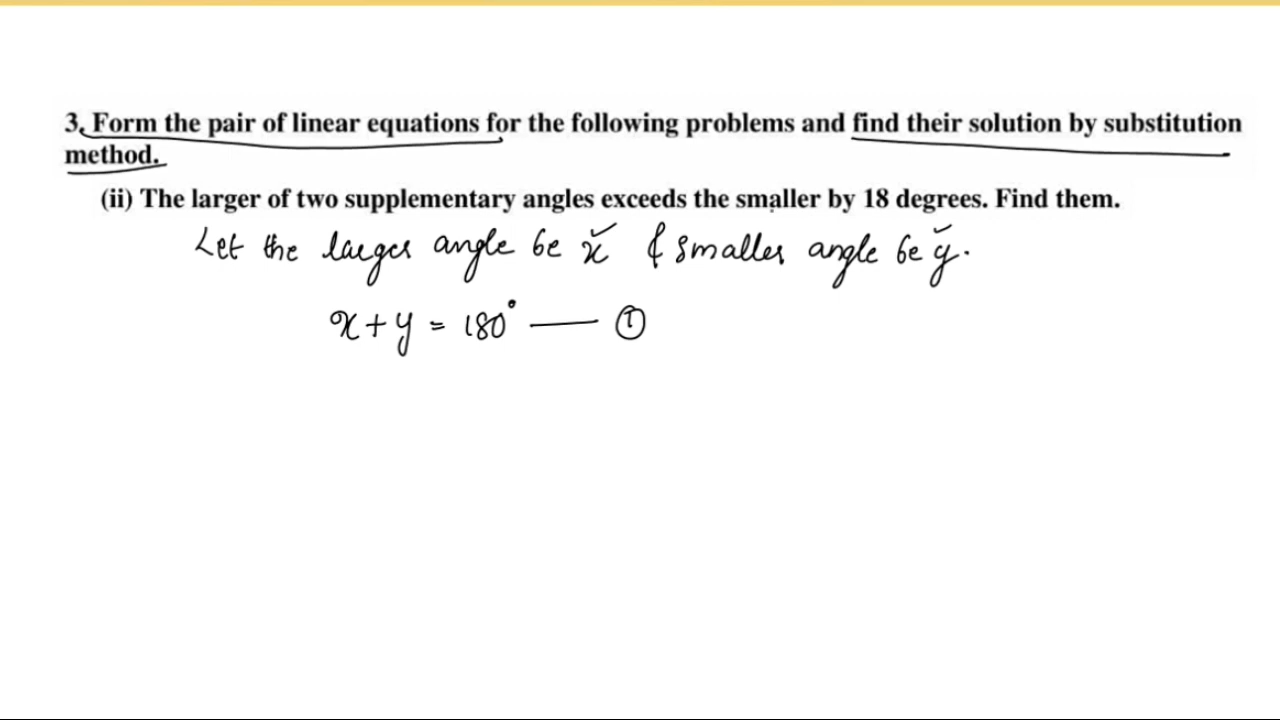 3. Form the pair of linear equations for the following problems and find their solution by substitution
method.
(ii) The larger of two supplementary angles exceeds the smaller by 18 degrees. Find them.
Let the larger angle be x & smaller angle be y.
x + y = 180° — ①